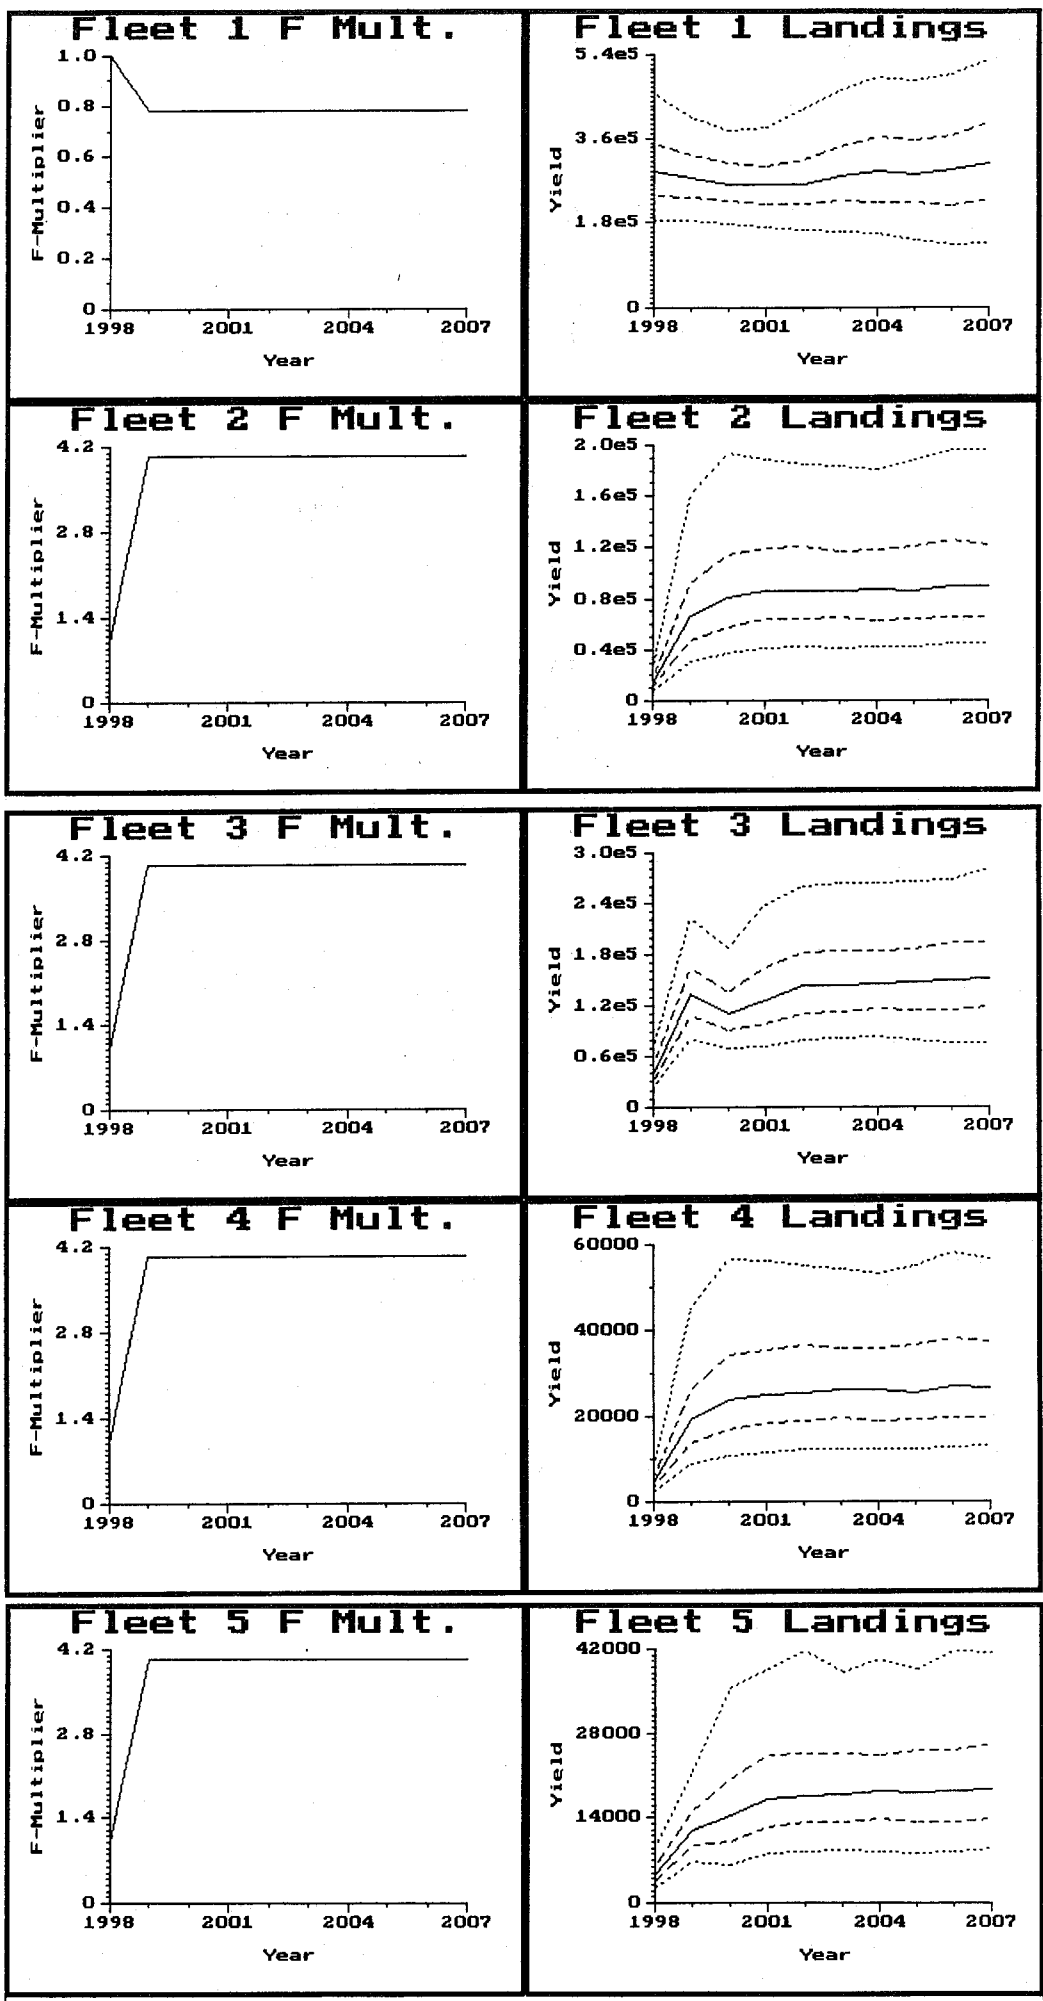 Fleet 1 F Mult.
1.0
0.8
0.6
0.4
0.2
0
F-Multiplier
1998 2001 2004 2007
Year
Fleet 1 Landings
5.4e5
3.6e5
1.8e5
0
Yield
1998 2001 2004 2007
Year
Fleet 2 F Mult.
4.2
2.8
1.4
0
F-Multiplier
1998 2001 2004 2007
Year
Fleet 2 Landings
2.0e5
1.6e5
1.2e5
0.8e5
0.4e5
0
Yield
1998 2001 2004 2007
Year
Fleet 3 F Mult.
4.2
2.8
1.4
0
F-Multiplier
1998 2001 2004 2007
Year
Fleet 3 Landings
3.0e5
2.4e5
1.8e5
1.2e5
0.6e5
0
Yield
1998 2001 2004 2007
Year
Fleet 4 F Mult.
4.2
2.8
1.4
0
F-Multiplier
1998 2001 2004 2007
Year
Fleet 4 Landings
60000
40000
20000
0
Yield
1998 2001 2004 2007
Year
Fleet 5 F Mult.
4.2
2.8
1.4
0
F-Multiplier
1998 2001 2004 2007
Year
Fleet 5 Landings
42000
28000
14000
0
Yield
1998 2001 2004 2007
Year